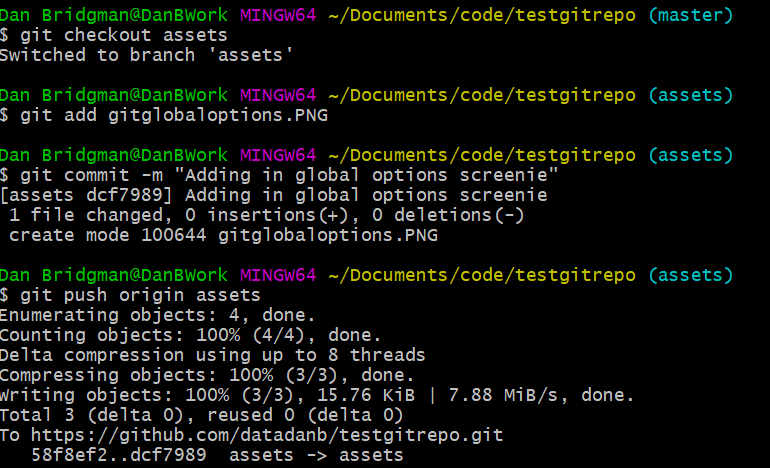 Dan Bridgman@DanBWork MINGW64 ~/Documents/code/testgitrepo (master)
$ git checkout assets
Switched to branch 'assets'
Dan Bridgman@DanBWork MINGW64 ~/Documents/code/testgitrepo (assets)
$ git add gitglobaloptions.PNG
Dan Bridgman@DanBWork MINGW64 ~/Documents/code/testgitrepo (assets)
$ git commit -m "Adding in global options screenie"
[assets dcf7989] Adding in global options screenie
1 file changed, 0 insertions(+), 0 deletions(-)
create mode 100644 gitglobaloptions.PNG
Dan Bridgman@DanBWork MINGW64 ~/Documents/code/testgitrepo (assets)
$ git push origin assets
Enumerating objects: 4, done.
Counting objects: 100% (4/4), done.
Delta compression using up to 8 threads
Compressing objects: 100% (3/3), done.
Writing objects: 100% (3/3), 15.76 KiB | 7.88 MiB/s, done.
Total 3 (delta 0), reused 0 (delta 0)
To https://github.com/datadanb/testgitrepo.git
58f8ef2..dcf7989  assets -> assets